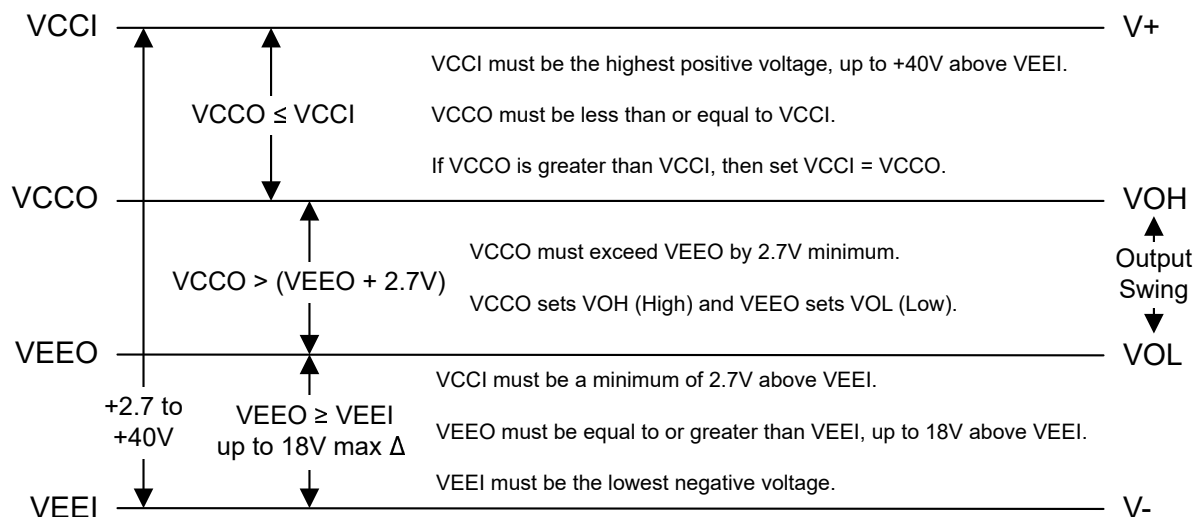 VCCI
V+
VCCI must be the highest positive voltage, up to +40V above VEEI.
VCCO ≤ VCCI
VCCO must be less than or equal to VCCI.
If VCCO is greater than VCCI, then set VCCI = VCCO.
VCCO
VOH
VCCO must exceed VEEO by 2.7V minimum.
VCCO > (VEEO + 2.7V)
Output
Swing
VCCO sets VOH (High) and VEEO sets VOL (Low).
VEEO
VOL
VCCI must be a minimum of 2.7V above VEEI.
+2.7 to
+40V
VEEO ≥ VEEI
up to 18V max Δ
VEEO must be equal to or greater than VEEI, up to 18V above VEEI.
VEEI must be the lowest negative voltage.
VEEI
V-